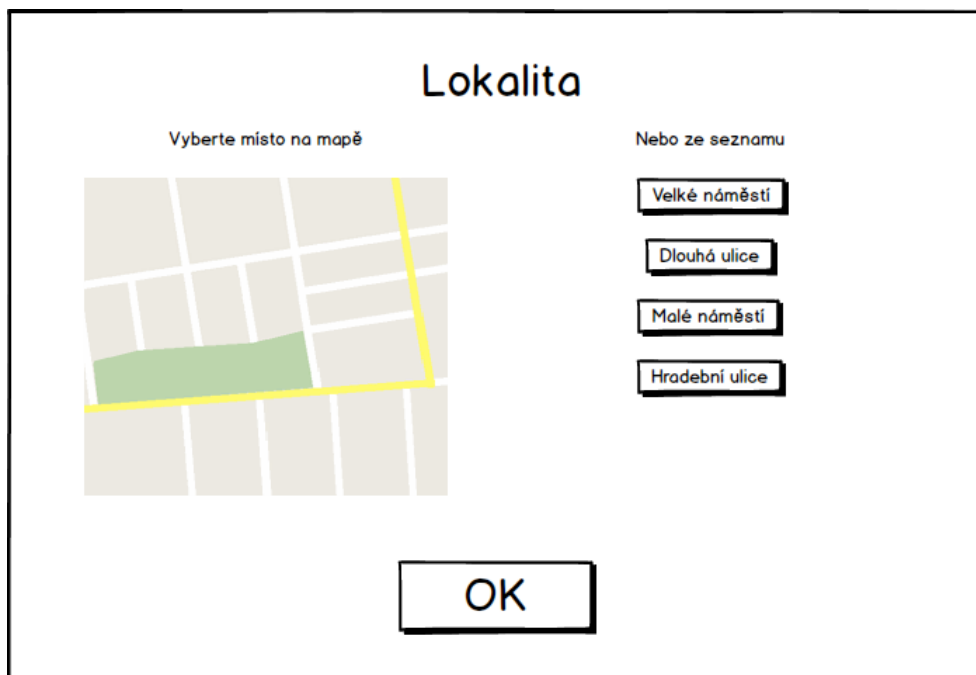 Lokalita
Vyberte místo na mapě
Nebo ze seznamu
Velké náměstí
Dlouhá ulice
Malé náměstí
Hradební ulice
OK